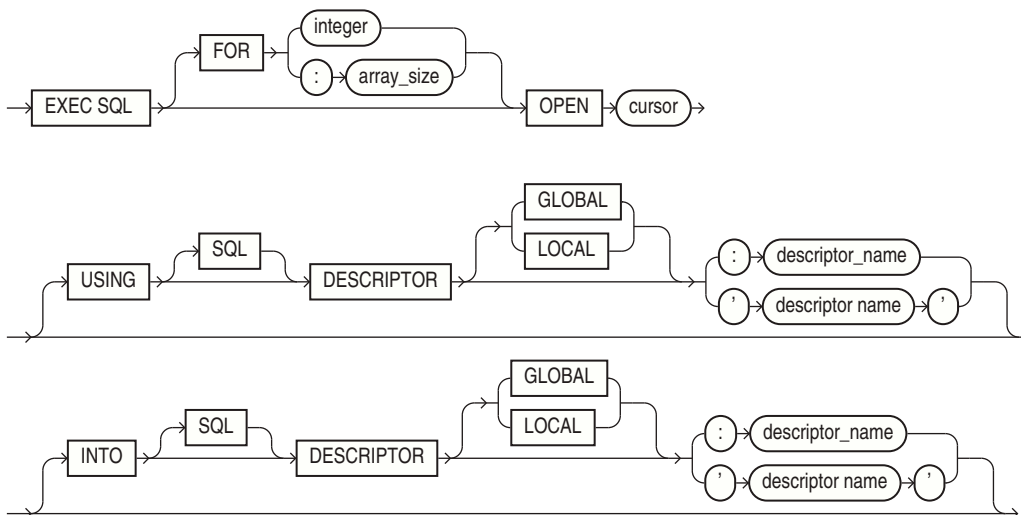 integer
FOR
: array_size
EXEC SQL OPEN cursor
GLOBAL
SQL LOCAL : descriptor_name
USING DESCRIPTOR ' descriptor name '
GLOBAL
SQL LOCAL : descriptor_name
INTO DESCRIPTOR ' descriptor name '